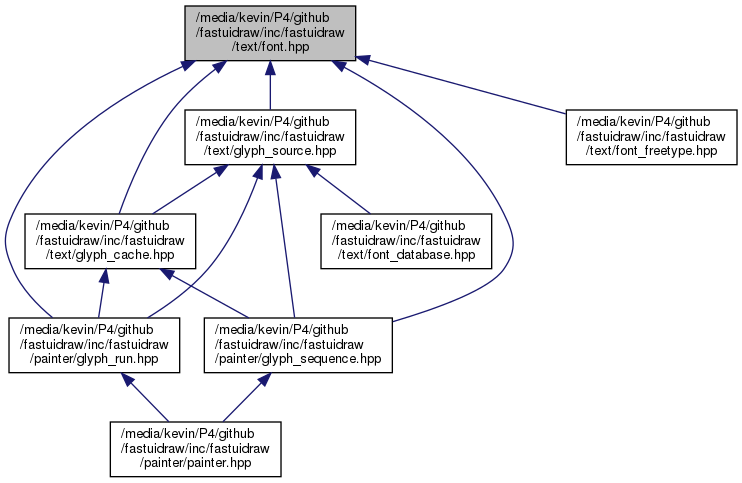 /media/kevin/P4/github
/fastuidraw/inc/fastuidraw
/text/font.hpp
/media/kevin/P4/github
/fastuidraw/inc/fastuidraw
/text/glyph_source.hpp
/media/kevin/P4/github
/fastuidraw/inc/fastuidraw
/text/font_freetype.hpp
/media/kevin/P4/github
/fastuidraw/inc/fastuidraw
/text/glyph_cache.hpp
/media/kevin/P4/github
/fastuidraw/inc/fastuidraw
/text/font_database.hpp
/media/kevin/P4/github
/fastuidraw/inc/fastuidraw
/painter/glyph_run.hpp
/media/kevin/P4/github
/fastuidraw/inc/fastuidraw
/painter/glyph_sequence.hpp
/media/kevin/P4/github
/fastuidraw/inc/fastuidraw
/painter/painter.hpp